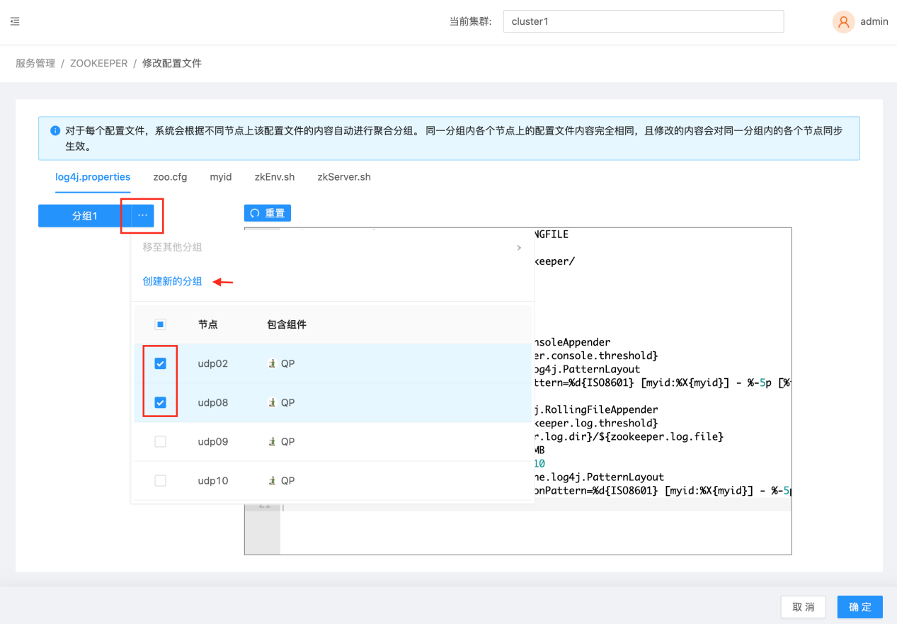 当前集群:
cluster1
admin
服务管理 / ZOOKEEPER / 修改配置文件
对于每个配置文件，系统会根据不同节点上该配置文件的内容自动进行聚合分组。 同一分组内各个节点上的配置文件内容完全相同，且修改的内容会对同一分组内的各个节点同步
生效。
log4j.properties zoo.cfg myid zkEnv.sh zkServer.sh
分组1 ...
重置
移至其他分组
创建新的分组
节点 包含组件
udp02 QP
udp08 QP
udp09 QP
udp10 QP
NGFILE
keeper/
nsoleAppender
er.console.threshold}
og4j.PatternLayout
ttern=%d{ISO8601} [myid:%X{myid}] - %-5p [%
j.RollingFileAppender
keeper.log.threshold}
r.log.dir}/${zookeeper.log.file}
MB
10
ne.log4j.PatternLayout
onPattern=%d{ISO8601} [myid:%X{myid}] - %-5p
取 消
确 定